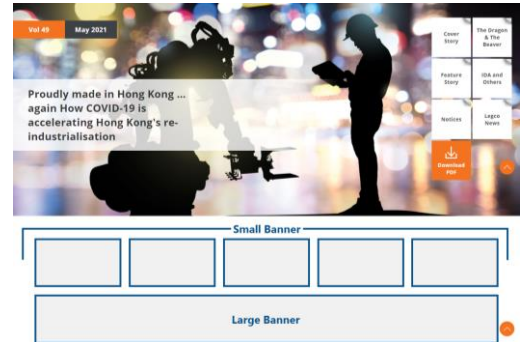 Vol 49 May 2021
Proudly made in Hong Kong ...
again How COVID-19 is
accelerating Hong Kong's re-
industrialisation
Cover
Story
The Dragon
& The
Beaver
Feature
Story
IOA and
Others
Notices
Legco
News
Download
PDF
Small Banner
Large Banner